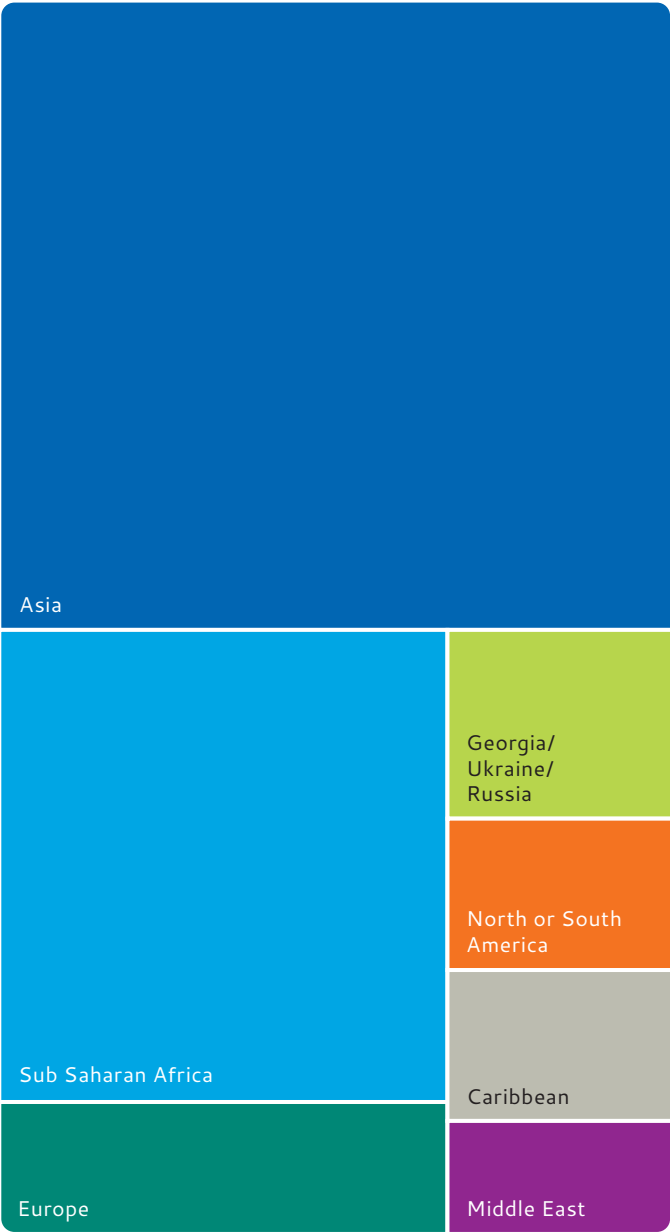 Asia
Georgia/
Ukraine/
Russia
North or South
America
Sub Saharan Africa
Caribbean
Europe
Middle East